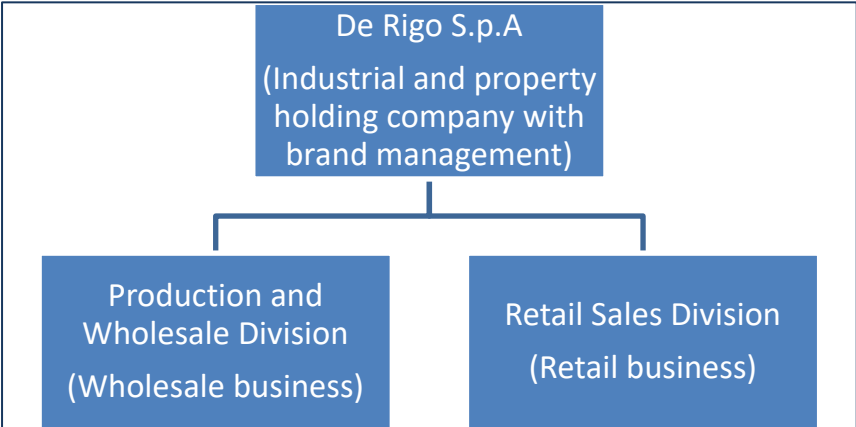 De Rigo S.p.A
(Industrial and property
holding company with
brand management)
Production and
Wholesale Division
(Wholesale business)
Retail Sales Division
(Retail business)